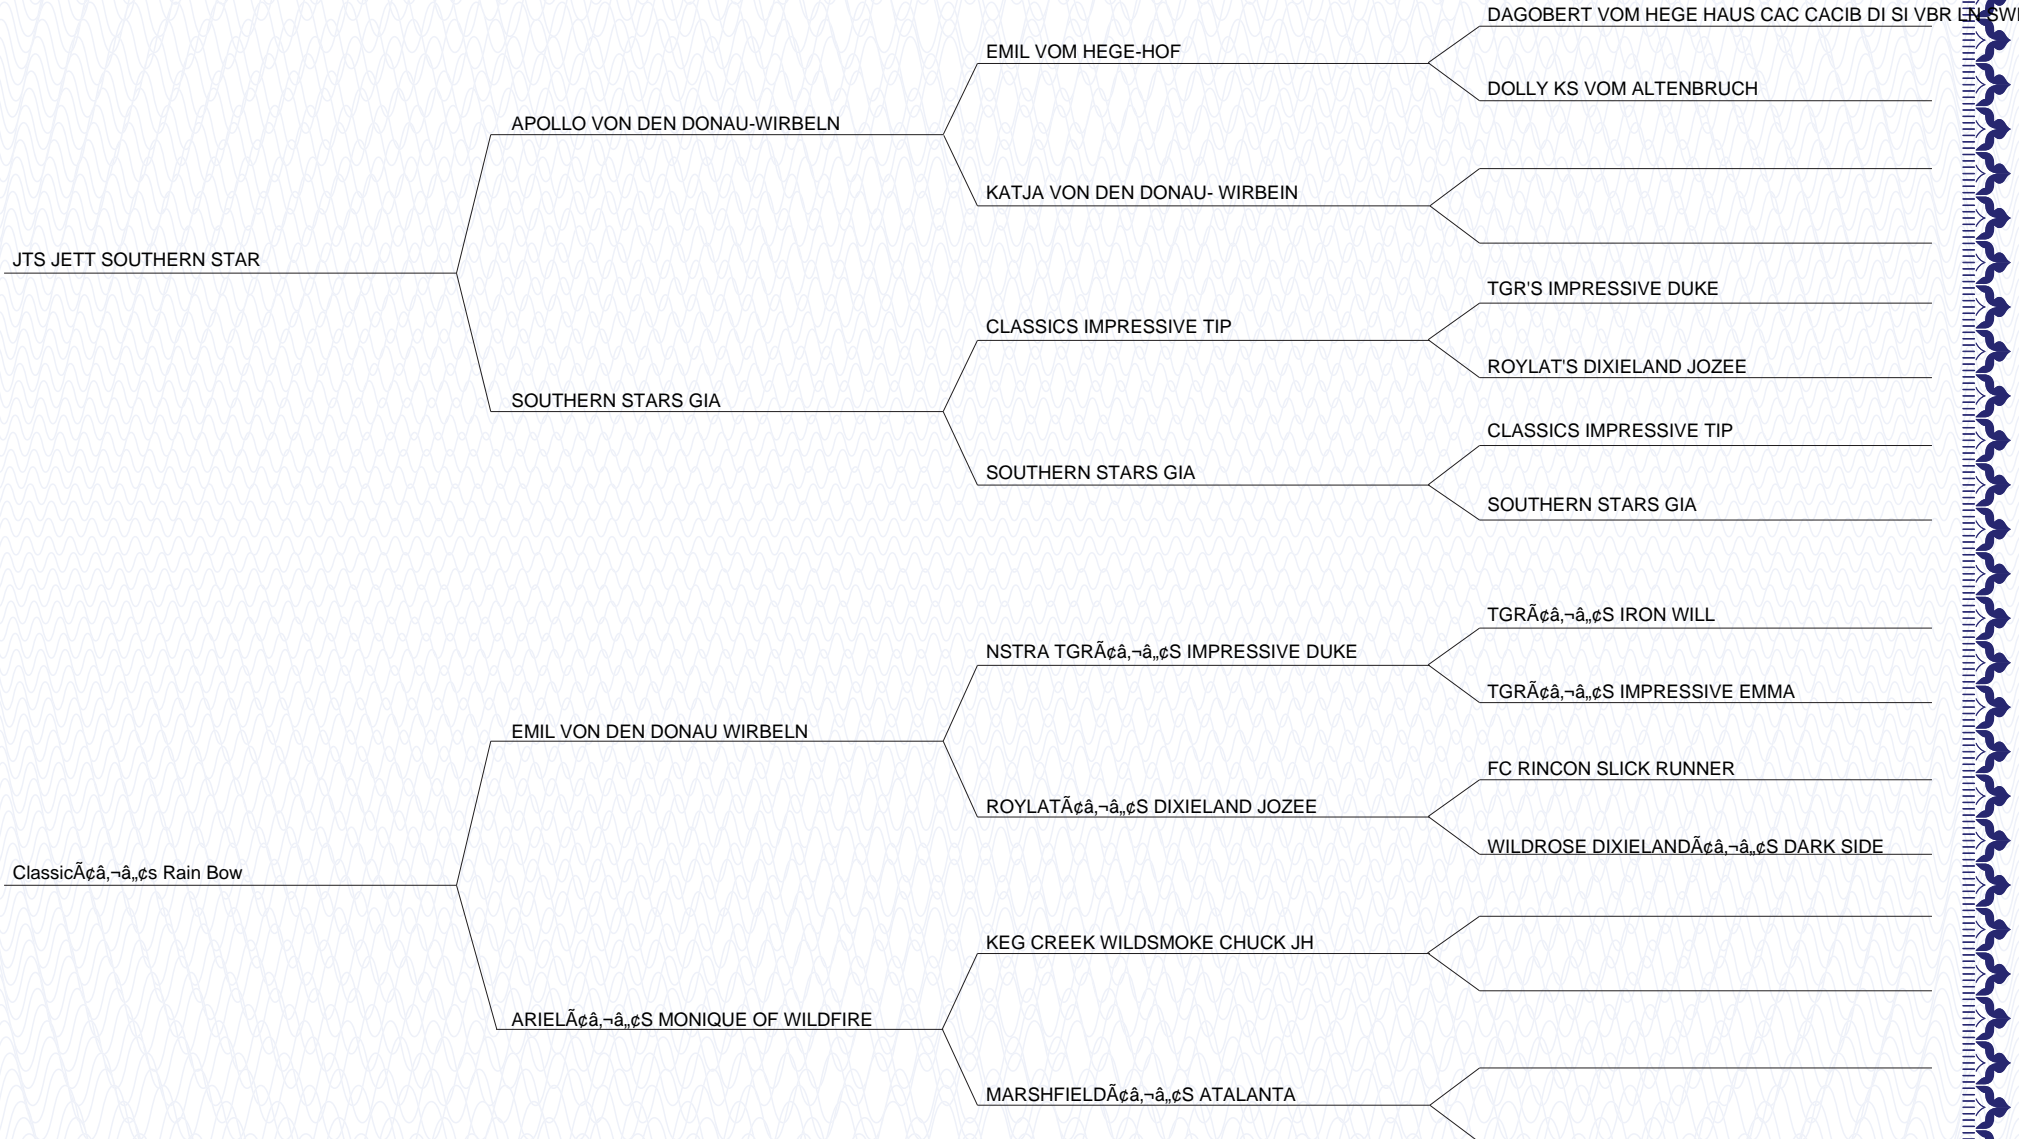 DAGOBERT VOM HEGE HAUS CAC CACIB DI SI VBR LN SWI
EMIL VOM HEGE-HOF
DOLLY KS VOM ALTENBRUCH
APOLLO VON DEN DONAU-WIRBELN
KATJA VON DEN DONAU- WIRBEIN
JTS JETT SOUTHERN STAR
TGR'S IMPRESSIVE DUKE
CLASSICS IMPRESSIVE TIP
ROYLAT'S DIXIELAND JOZEE
SOUTHERN STARS GIA
CLASSICS IMPRESSIVE TIP
SOUTHERN STARS GIA
SOUTHERN STARS GIA
TGRÃ¢â‚¬â„¢S IRON WILL
NSTRA TGRÃ¢â‚¬â„¢S IMPRESSIVE DUKE
TGRÃ¢â‚¬â„¢S IMPRESSIVE EMMA
EMIL VON DEN DONAU WIRBELN
FC RINCON SLICK RUNNER
ROYLATÃ¢â‚¬â„¢S DIXIELAND JOZEE
WILDROSE DIXIELANDÃ¢â‚¬â„¢S DARK SIDE
ClassicÃ¢â‚¬â„¢s Rain Bow
KEG CREEK WILDSMOKE CHUCK JH
ARIELÃ¢â‚¬â„¢S MONIQUE OF WILDFIRE
MARSHFIELDÃ¢â‚¬â„¢S ATALANTA